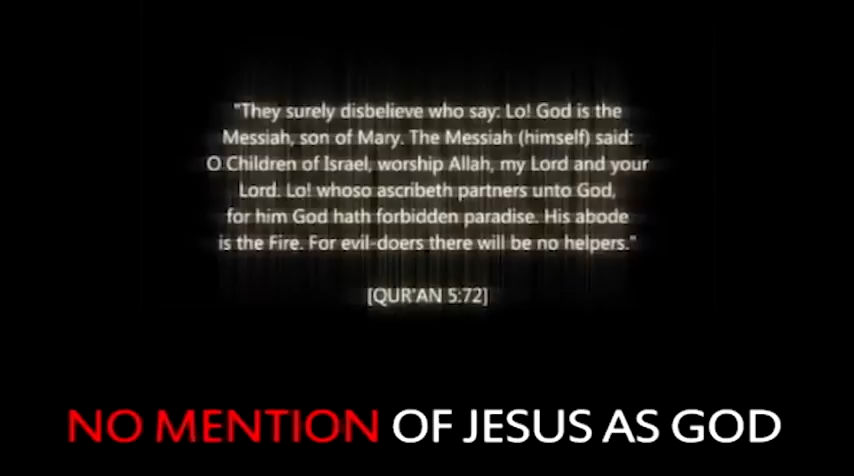 "They surely disbelieve who say: Lo! God is the
Messiah, son of Mary. The Messiah (himself) said:
O Children of Israel, worship Allah, my Lord and your
Lord. Lo! whoso ascribeth partners unto God,
for him God hath forbidden paradise. His abode
is the Fire. For evil-doers there will be no helpers."
[QUR'AN 5:72]
NO MENTION OF JESUS AS GOD